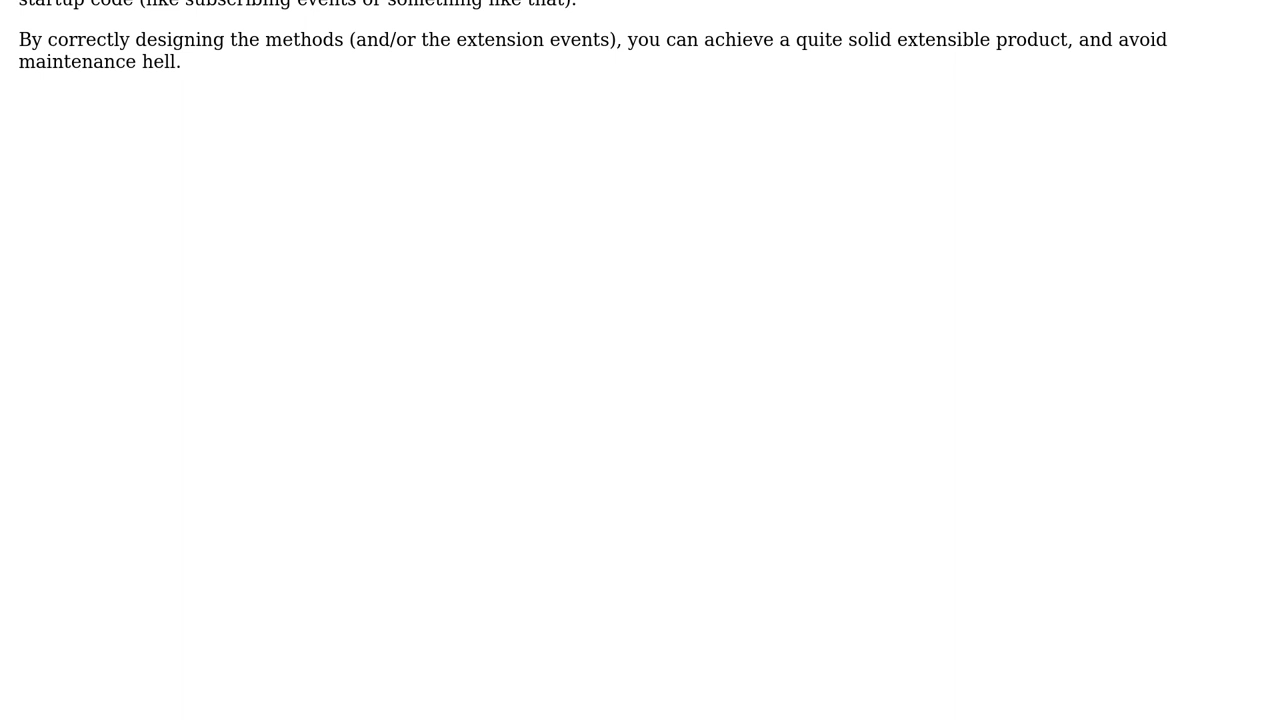 startup code (like subscribing events or something like that).
By correctly designing the methods (and/or the extension events), you can achieve a quite solid extensible product, and avoid
maintenance hell.